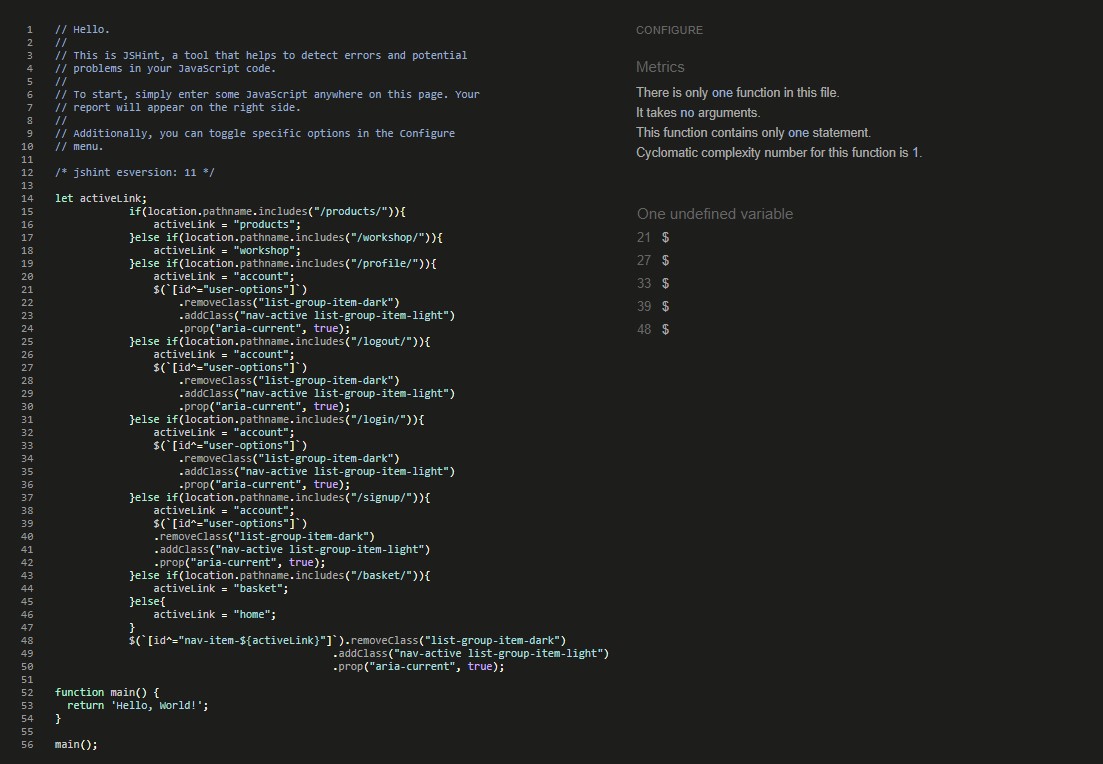 1 // Hello.
2 //
3 // This is JSHint, a tool that helps to detect errors and potential
4 // problems in your JavaScript code.
5 //
6 // To start, simply enter some JavaScript anywhere on this page. Your
7 // report will appear on the right side.
8 //
9 // Additionally, you can toggle specific options in the Configure
10 // menu.
11
12 /* jshint esversion: 11 */
13
14 let activeLink;
15 if(location.pathname.includes("/products/")){
16 activeLink = "products";
17 }else if(location.pathname.includes("/workshop/")){
18 activeLink = "workshop";
19 }else if(location.pathname.includes("/profile/")){
20 activeLink = "account";
21 $(`[id^="user-options"]`)
22 .removeClass("list-group-item-dark")
23 .addClass("nav-active list-group-item-light")
24 .prop("aria-current", true);
25 }else if(location.pathname.includes("/logout/")){
26 activeLink = "account";
27 $(`[id^="user-options"]`)
28 .removeClass("list-group-item-dark")
29 .addClass("nav-active list-group-item-light")
30 .prop("aria-current", true);
31 }else if(location.pathname.includes("/login/")){
32 activeLink = "account";
33 $(`[id^="user-options"]`)
34 .removeClass("list-group-item-dark")
35 .addClass("nav-active list-group-item-light")
36 .prop("aria-current", true);
37 }else if(location.pathname.includes("/signup/")){
38 activeLink = "account";
39 $(`[id^="user-options"]`)
40 .removeClass("list-group-item-dark")
41 .addClass("nav-active list-group-item-light")
42 .prop("aria-current", true);
43 }else if(location.pathname.includes("/basket/")){
44 activeLink = "basket";
45 }else{
46 activeLink = "home";
47 }
48 $(`[id^="nav-item-${activeLink}"]`).removeClass("list-group-item-dark")
49 .addClass("nav-active list-group-item-light")
50 .prop("aria-current", true);
51
52 function main() {
53 return 'Hello, World!';
54 }
55
56 main();
CONFIGURE
Metrics
There is only one function in this file.
It takes no arguments.
This function contains only one statement.
Cyclomatic complexity number for this function is 1.
One undefined variable
21 $
27 $
33 $
39 $
48 $